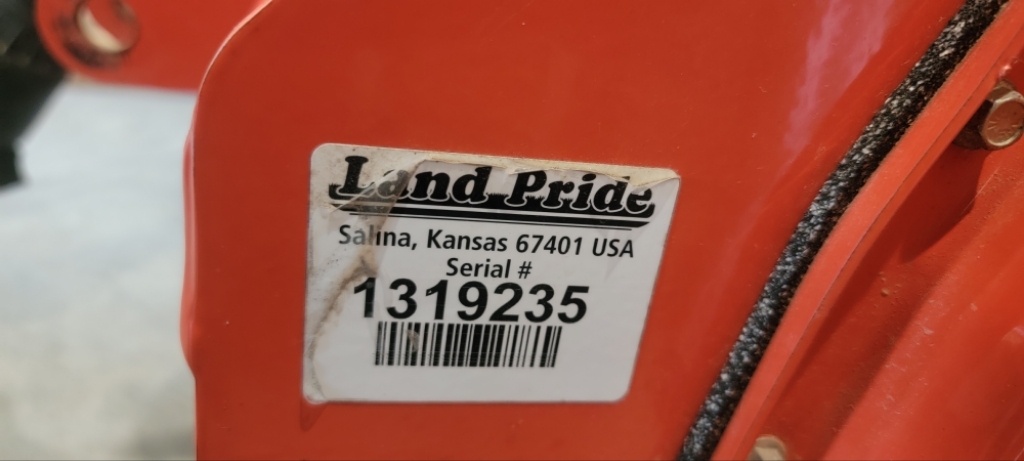 Land Pride
Salina, Kansas 67401 USA
Serial #
1319235